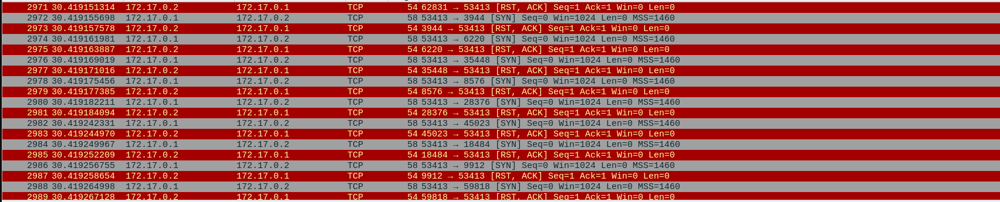 2971 30.419151314 172.17.0.2 172.17.0.1 TCP 54 62831 → 53413 [RST, ACK] Seq=1 Ack=1 Win=0 Len=0
2972 30.419155698 172.17.0.1 172.17.0.2 TCP 58 53413 → 3944 [SYN] Seq=0 Win=1024 Len=0 MSS=1460
2973 30.419157578 172.17.0.2 172.17.0.1 TCP 54 3944 → 53413 [RST, ACK] Seq=1 Ack=1 Win=0 Len=0
2974 30.419161981 172.17.0.1 172.17.0.2 TCP 58 53413 → 6220 [SYN] Seq=0 Win=1024 Len=0 MSS=1460
2975 30.419163887 172.17.0.2 172.17.0.1 TCP 54 6220 → 53413 [RST, ACK] Seq=1 Ack=1 Win=0 Len=0
2976 30.419169019 172.17.0.1 172.17.0.2 TCP 58 53413 → 35448 [SYN] Seq=0 Win=1024 Len=0 MSS=1460
2977 30.419171016 172.17.0.2 172.17.0.1 TCP 54 35448 → 53413 [RST, ACK] Seq=1 Ack=1 Win=0 Len=0
2978 30.419175456 172.17.0.1 172.17.0.2 TCP 58 53413 → 8576 [SYN] Seq=0 Win=1024 Len=0 MSS=1460
2979 30.419177385 172.17.0.2 172.17.0.1 TCP 54 8576 → 53413 [RST, ACK] Seq=1 Ack=1 Win=0 Len=0
2980 30.419182211 172.17.0.1 172.17.0.2 TCP 58 53413 → 28376 [SYN] Seq=0 Win=1024 Len=0 MSS=1460
2981 30.419184094 172.17.0.2 172.17.0.1 TCP 54 28376 → 53413 [RST, ACK] Seq=1 Ack=1 Win=0 Len=0
2982 30.419242331 172.17.0.1 172.17.0.2 TCP 58 53413 → 45023 [SYN] Seq=0 Win=1024 Len=0 MSS=1460
2983 30.419244970 172.17.0.2 172.17.0.1 TCP 54 45023 → 53413 [RST, ACK] Seq=1 Ack=1 Win=0 Len=0
2984 30.419249967 172.17.0.1 172.17.0.2 TCP 58 53413 → 18484 [SYN] Seq=0 Win=1024 Len=0 MSS=1460
2985 30.419252209 172.17.0.2 172.17.0.1 TCP 54 18484 → 53413 [RST, ACK] Seq=1 Ack=1 Win=0 Len=0
2986 30.419256755 172.17.0.1 172.17.0.2 TCP 58 53413 → 9912 [SYN] Seq=0 Win=1024 Len=0 MSS=1460
2987 30.419258654 172.17.0.2 172.17.0.1 TCP 54 9912 → 53413 [RST, ACK] Seq=1 Ack=1 Win=0 Len=0
2988 30.419264998 172.17.0.1 172.17.0.2 TCP 58 53413 → 59818 [SYN] Seq=0 Win=1024 Len=0 MSS=1460
2989 30.419267128 172.17.0.2 172.17.0.1 TCP 54 59818 → 53413 [RST, ACK] Seq=1 Ack=1 Win=0 Len=0